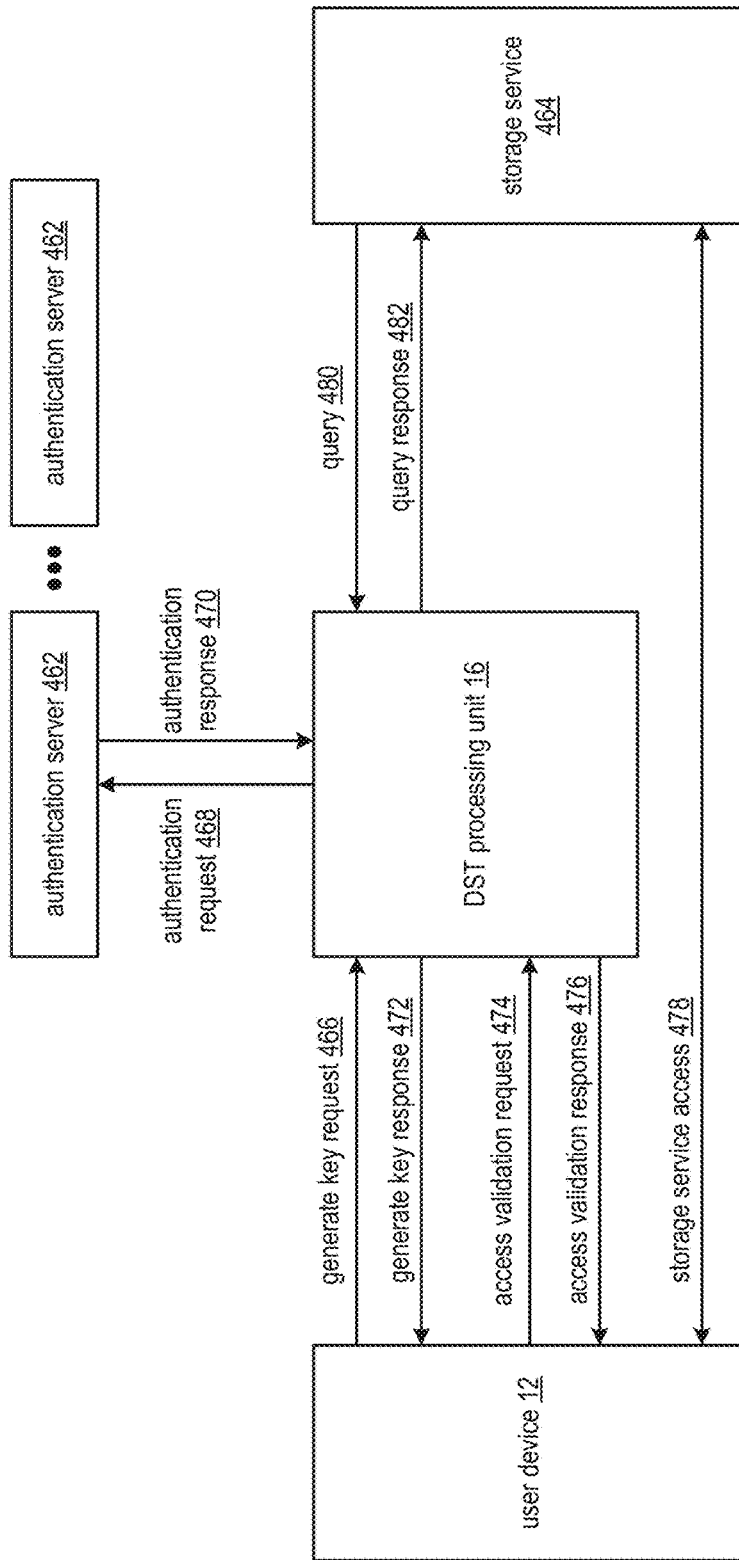 authentication server 462
authentication server 462
authentication
request 468
authentication
response 470
generate key request 466
generate key response 472
access validation request 474
access validation response 476
storage service access 478
query 480
query response 482
user device 12
DST processing unit 16
storage service
464